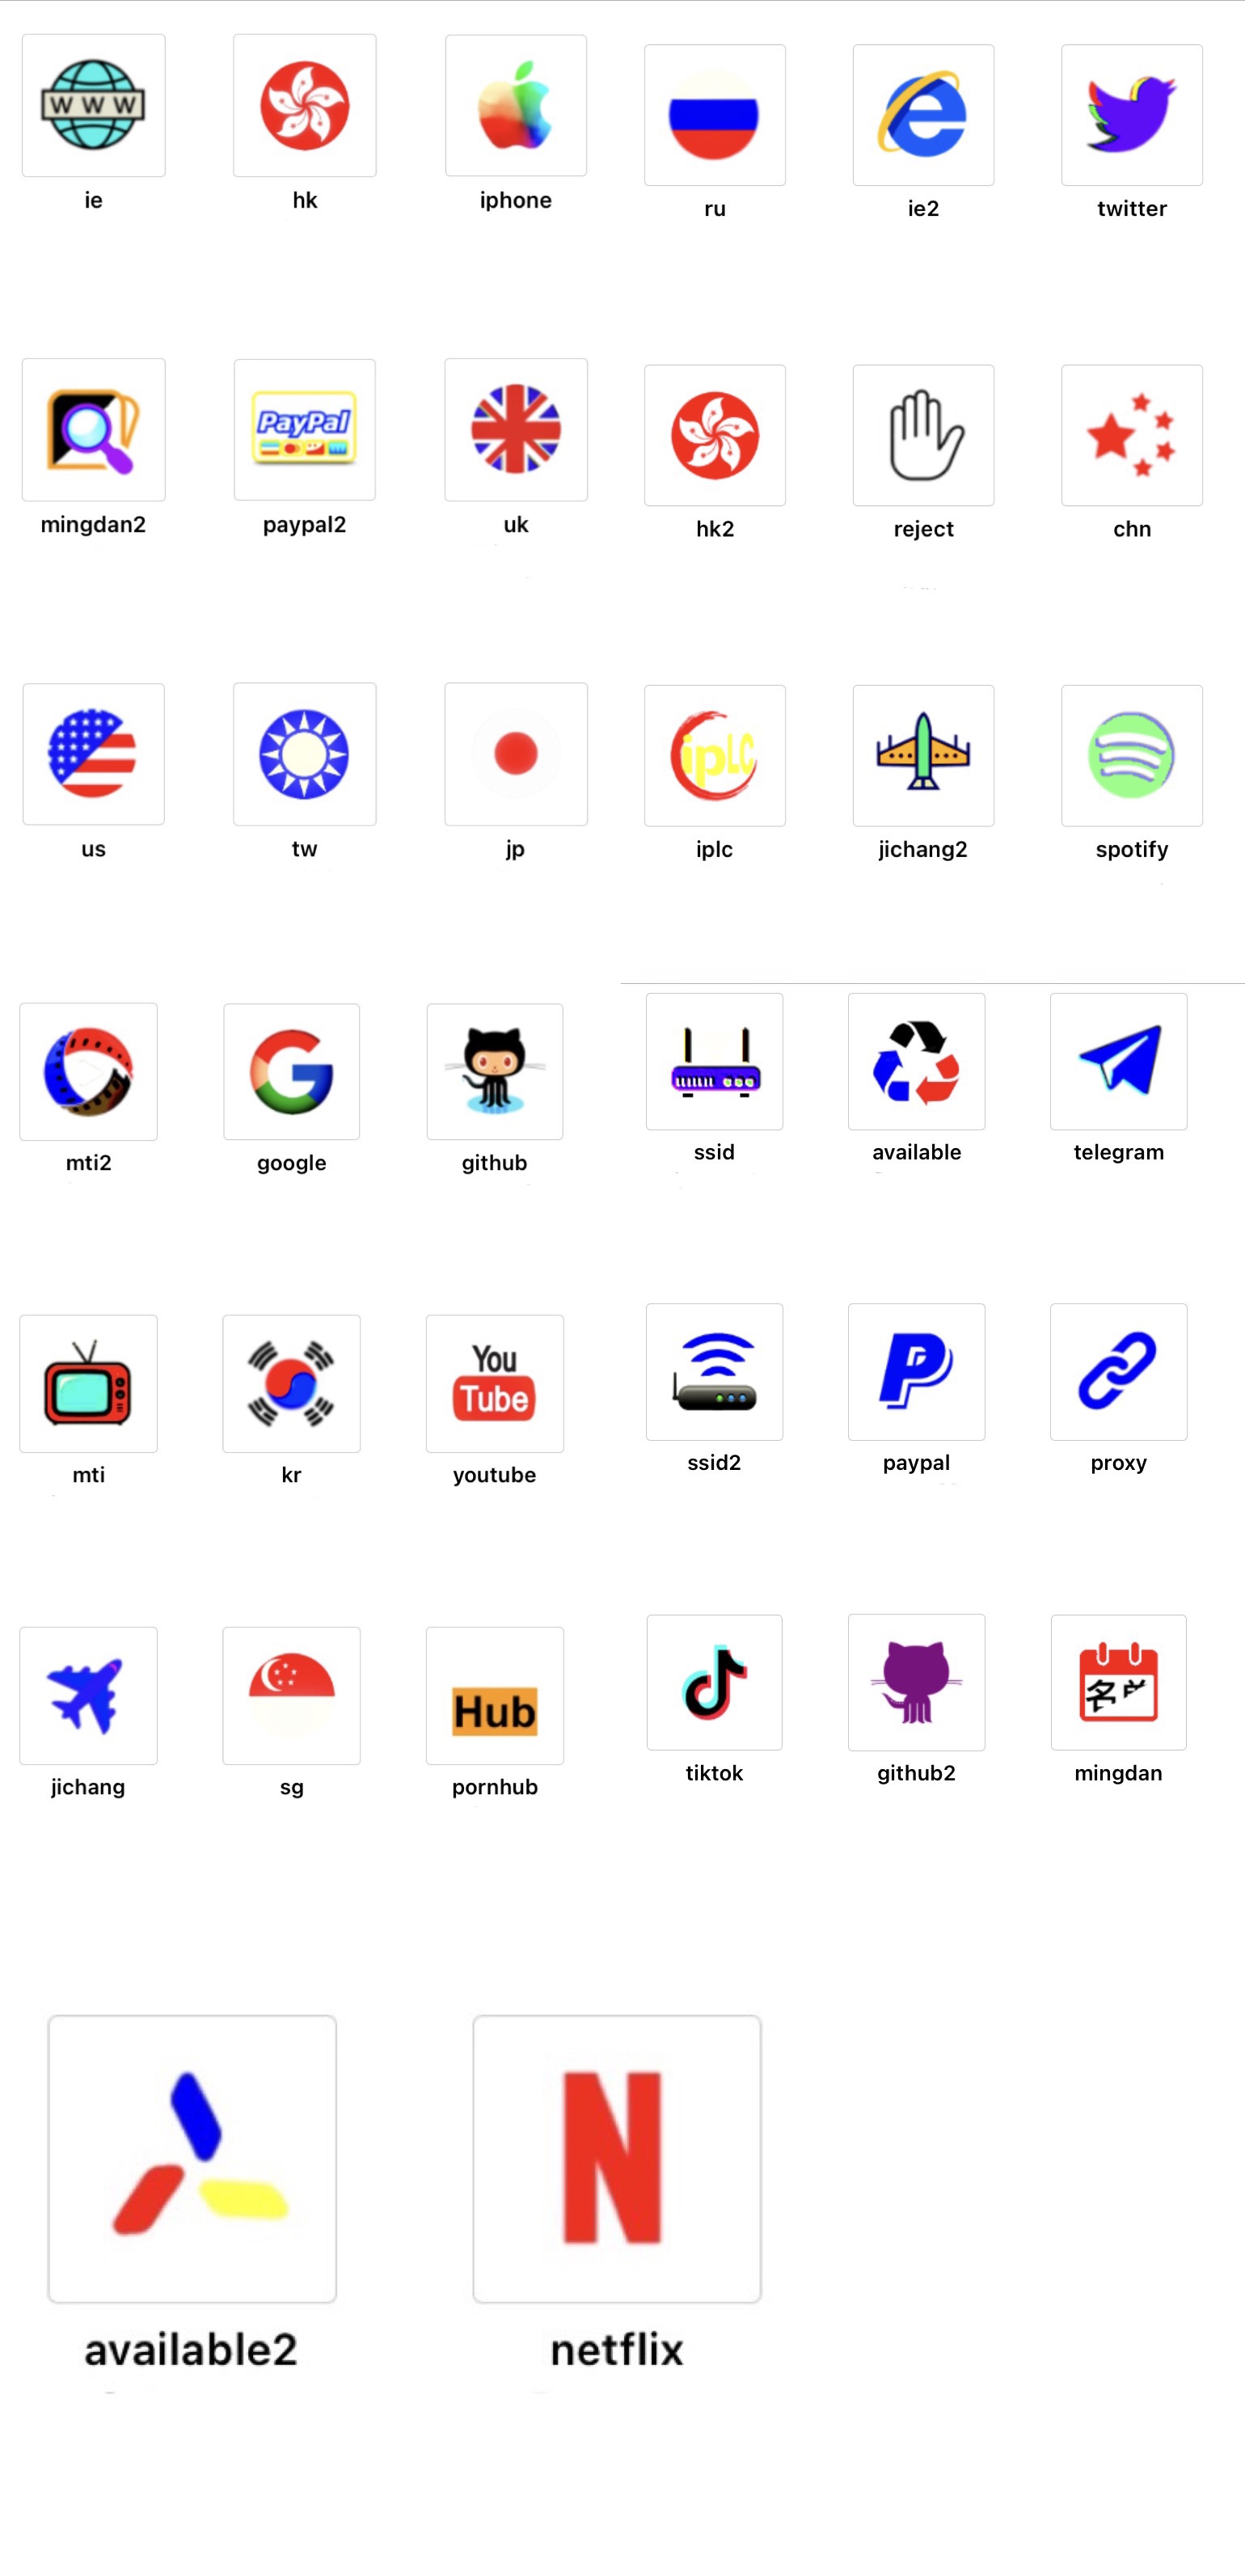 WWW
ie
hk
iphone
ru
ie2
twitter
mingdan2
PayPal
paypal2
uk
hk2
reject
chn
us
tw
jp
ipLC
iplc
jichang2
spotify
mti2
google
github
ssid
available
telegram
mti
kr
You
Tube
youtube
ssid2
paypal
proxy
jichang
sg
Hub
pornhub
tiktok
github2
mingdan
available2
N
netflix